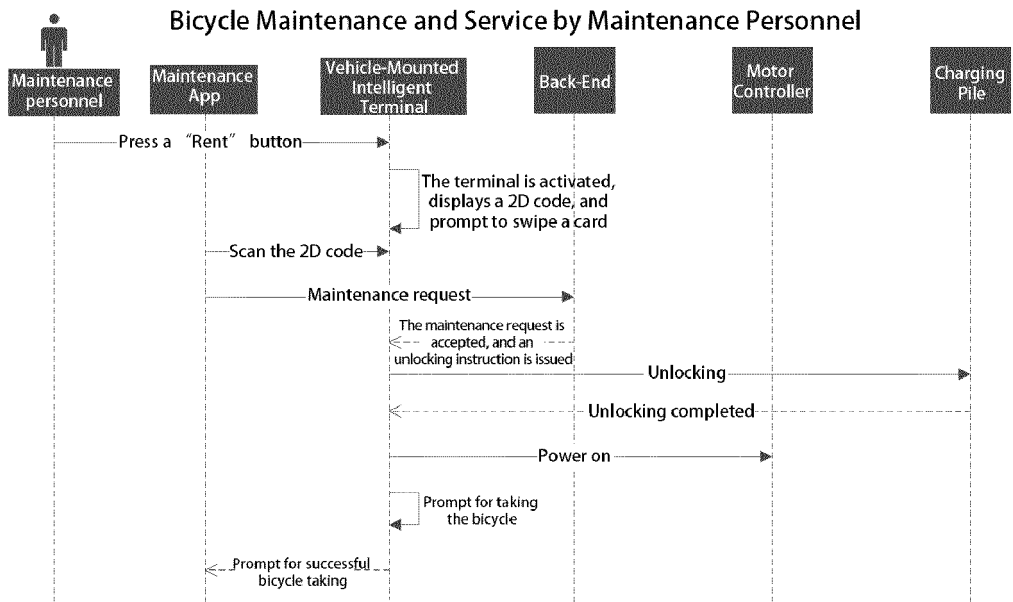 Bicycle Maintenance and Service by Maintenance Personnel
Maintenance
personnel
Maintenance
App
Vehicle-Mounted
Intelligent
Terminal
Back-End
Motor
Controller
Charging
Pile
Press a “Rent” button
The terminal is activated,
displays a 2D code, and
prompt to swipe a card
Scan the 2D code
Maintenance request
The maintenance request is
accepted, and an
unlocking instruction is issued
Unlocking
Unlocking completed
Power on
Prompt for taking
the bicycle
Prompt for successful
bicycle taking